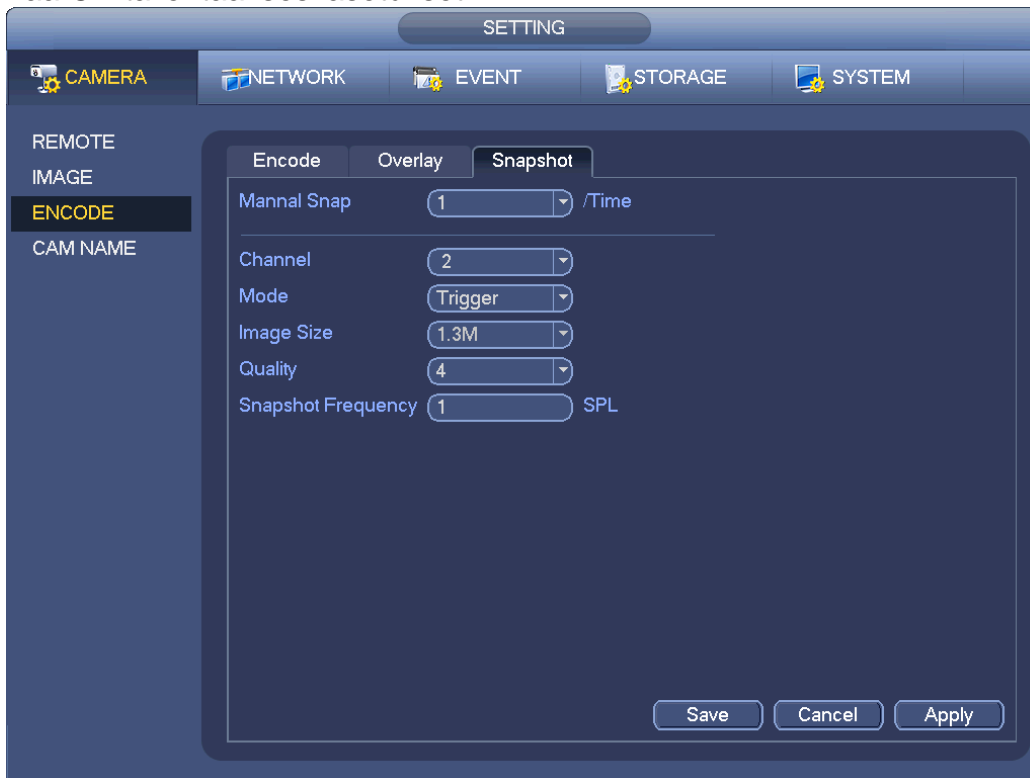 SETTING
CAMERA NETWORK EVENT STORAGE SYSTEM
REMOTE
IMAGE
ENCODE
CAM NAME
Encode Overlay Snapshot
Mannal Snap 1 /Time
Channel 2
Mode Trigger
Image Size 1.3M
Quality 4
Snapshot Frequency 1 SPL
Save Cancel Apply